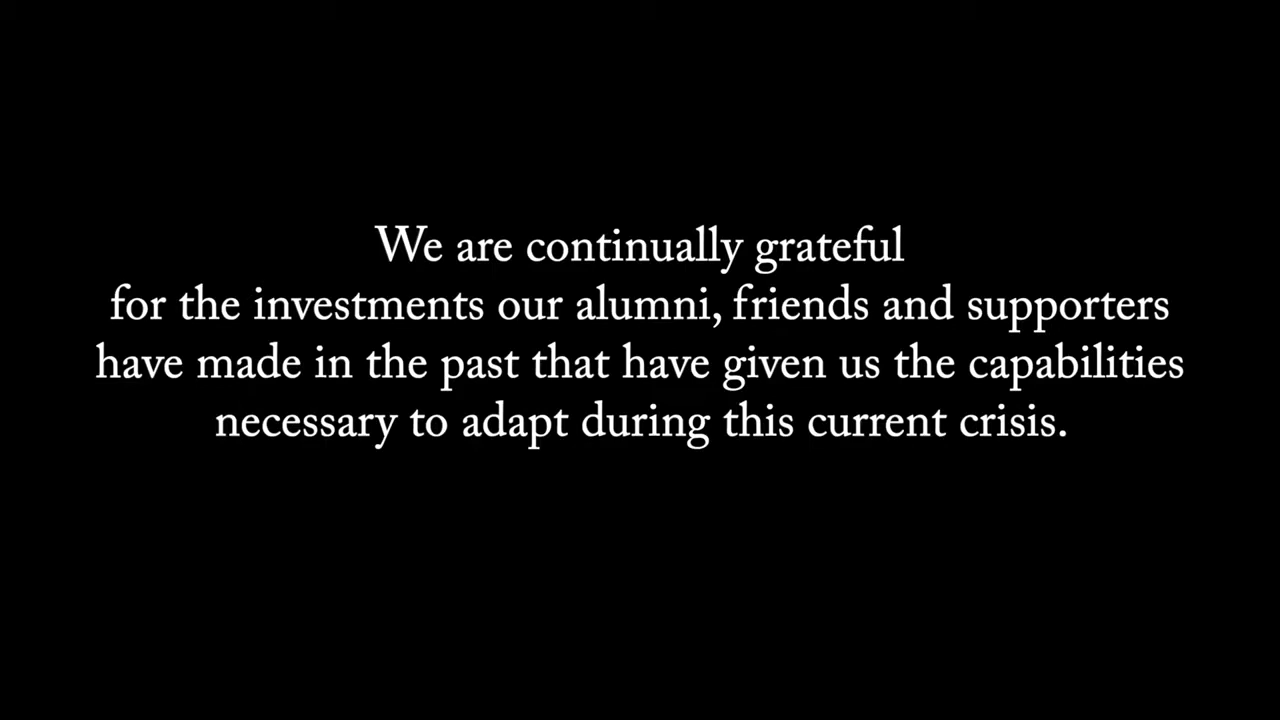 We are continually grateful
for the investments our alumni, friends and supporters
have made in the past that have given us the capabilities
necessary to adapt during this current crisis.